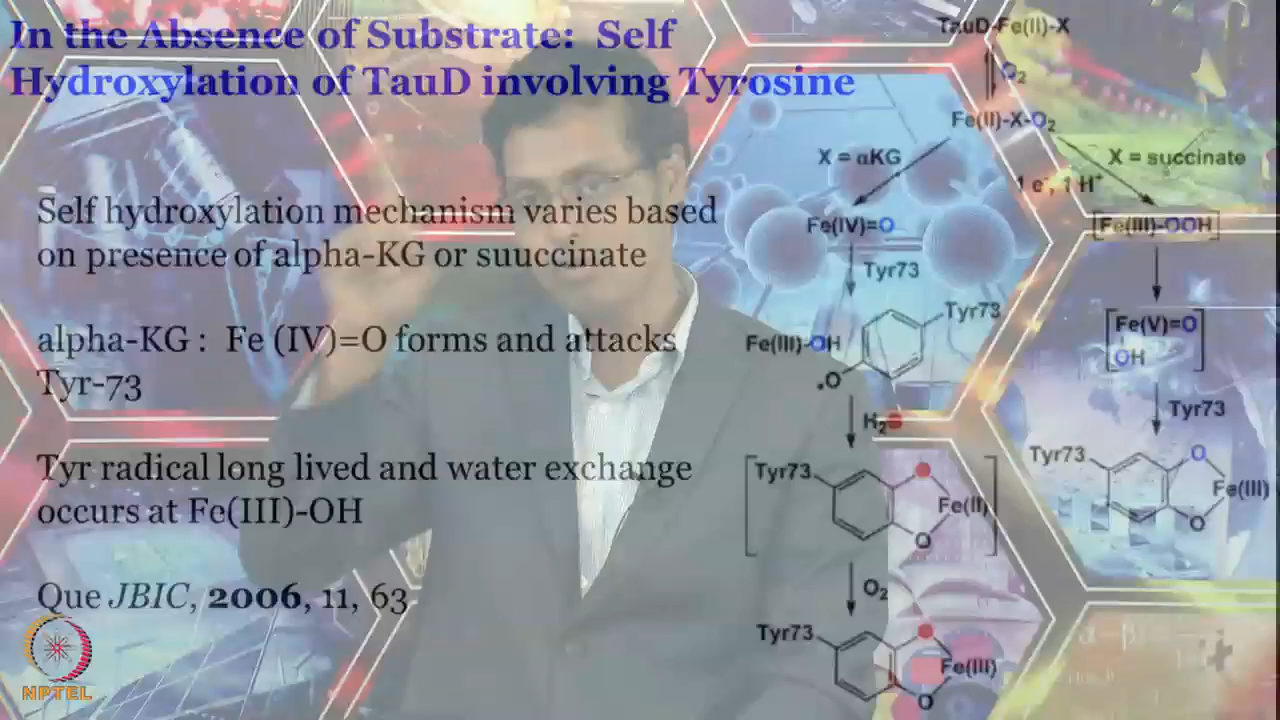 In the Absence of Substrate: Self
Hydroxylation of TauD involving Tyrosine
Self hydroxylation mechanism varies based
on presence of alpha-KG or suuccinate
alpha-KG : Fe (IV)=O forms and attacks
Tyr-73
Tyr radical long lived and water exchange
occurs at Fe(III)-OH
Que JBIC, 2006, 11, 63
NPTEL
TauD-Fe(II)-X
O2
Fe(II)-X-O2
X = αKG
X = succinate
1 e-, 1 H+
Fe(IV)=O
[Fe(III)-OOH]
Tyr73
Tyr73
Fe(III)-OH
.O
Fe(V)=O
OH
H2
Tyr73
Tyr73
Fe(II)
O
Tyr73
O
Fe(III)
O
O2
Tyr73
Fe(III)
O